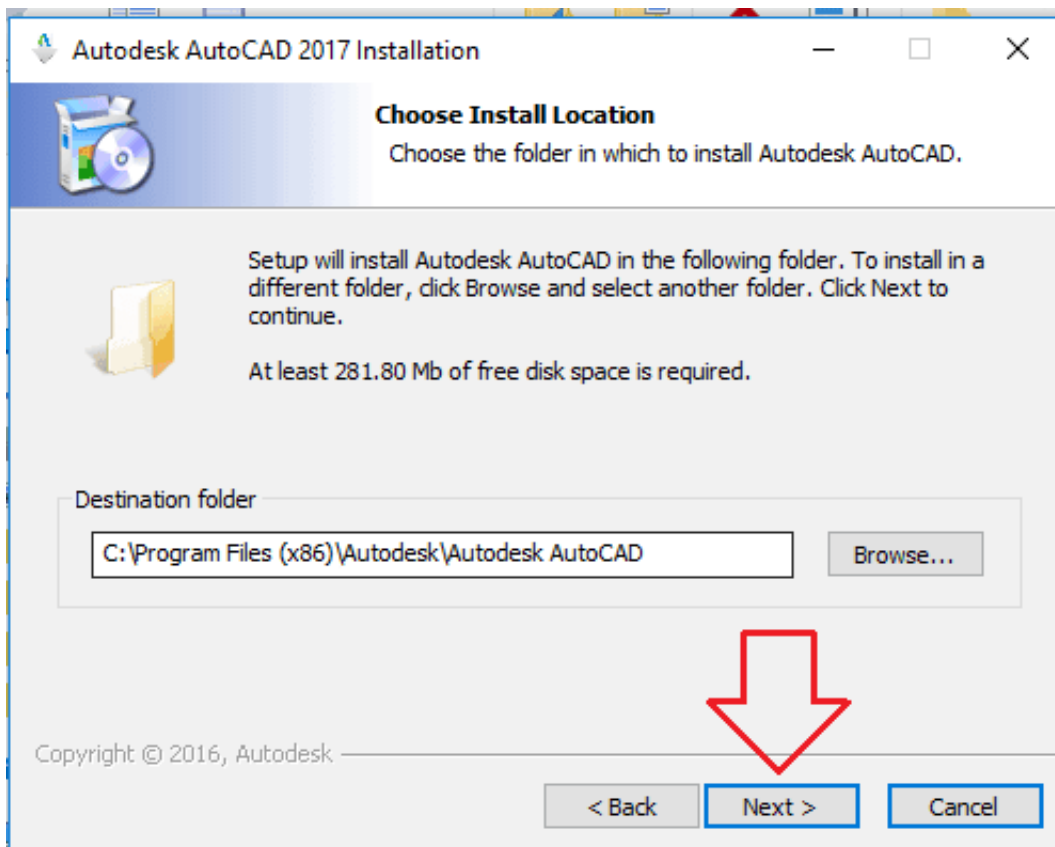 Autodesk AutoCAD 2017 Installation
Choose Install Location
Choose the folder in which to install Autodesk AutoCAD.
Setup will install Autodesk AutoCAD in the following folder. To install in a
different folder, click Browse and select another folder. Click Next to
continue.
At least 281.80 Mb of free disk space is required.
Destination folder
C:\Program Files (x86)\Autodesk\Autodesk AutoCAD
Browse...
Copyright © 2016, Autodesk
< Back
Next >
Cancel